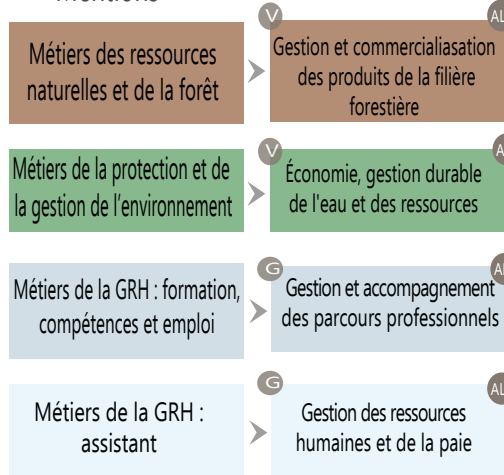 Mentions
Métiers des ressources
naturelles et de la forêt
V
AL
Gestion et commercialiasation
des produits de la filière
forestière
Métiers de la protection et de
la gestion de l'environnement
V
Économie, gestion durable
de l'eau et des ressources
Métiers de la GRH : formation,
compétences et emploi
G
Gestion et accompagnement
des parcours professionnels
Métiers de la GRH :
assistant
G
AL
Gestion des ressources
humaines et de la paie